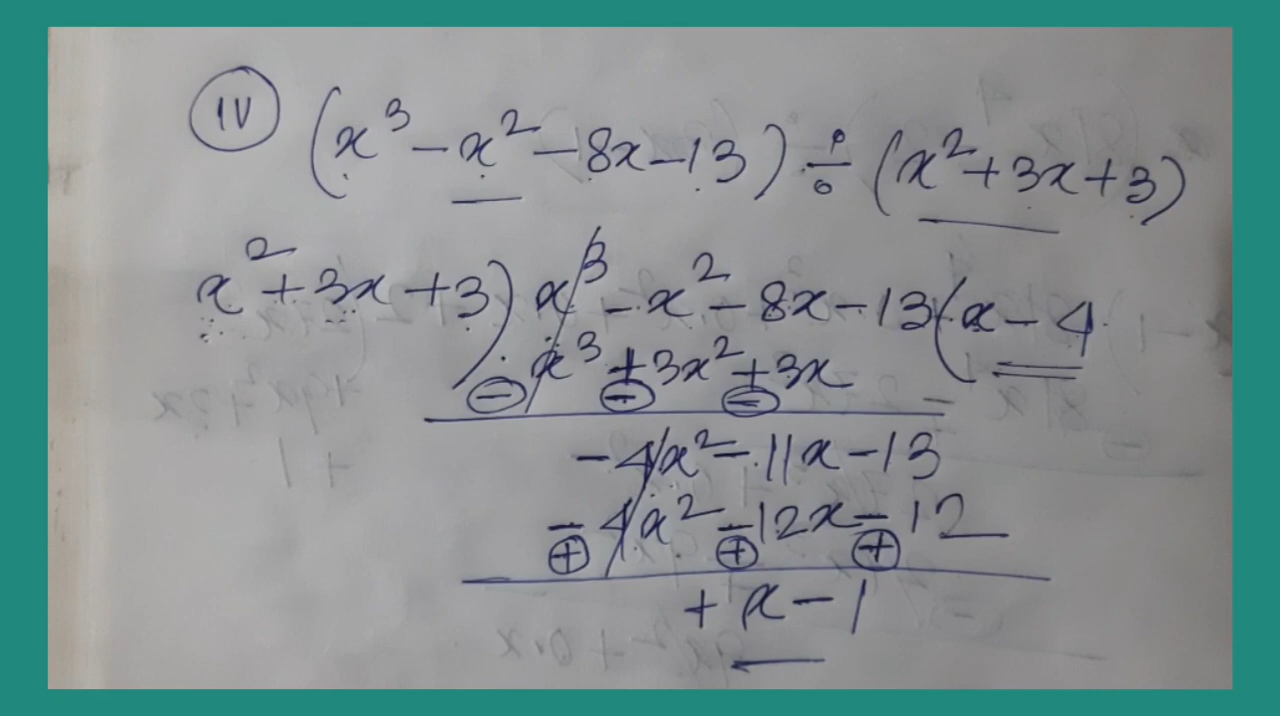 IV (x³ - x² - 8x - 13) ÷ (x² + 3x + 3)
x² + 3x + 3) x³ - x² - 8x - 13 (x - 4
x³ + 3x² + 3x
(-) (-) (-)
-4x² - 11x - 13
-4x² - 12x - 12
(+) (+) (+)
+ x - 1